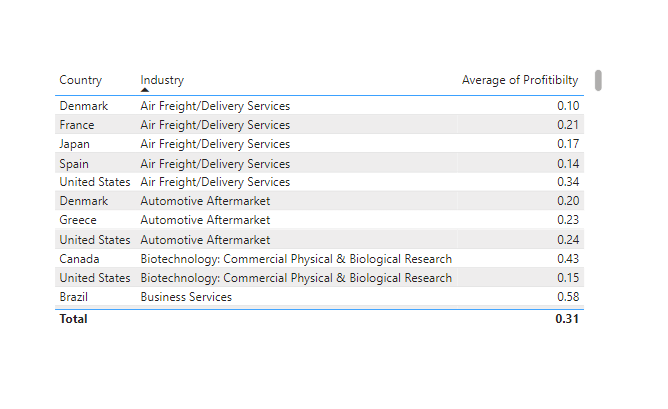 Country Industry Average of Profitibilty
Denmark Air Freight/Delivery Services 0.10
France Air Freight/Delivery Services 0.21
Japan Air Freight/Delivery Services 0.17
Spain Air Freight/Delivery Services 0.14
United States Air Freight/Delivery Services 0.34
Denmark Automotive Aftermarket 0.20
Greece Automotive Aftermarket 0.23
United States Automotive Aftermarket 0.24
Canada Biotechnology: Commercial Physical & Biological Research 0.43
United States Biotechnology: Commercial Physical & Biological Research 0.15
Brazil Business Services 0.58
Total 0.31